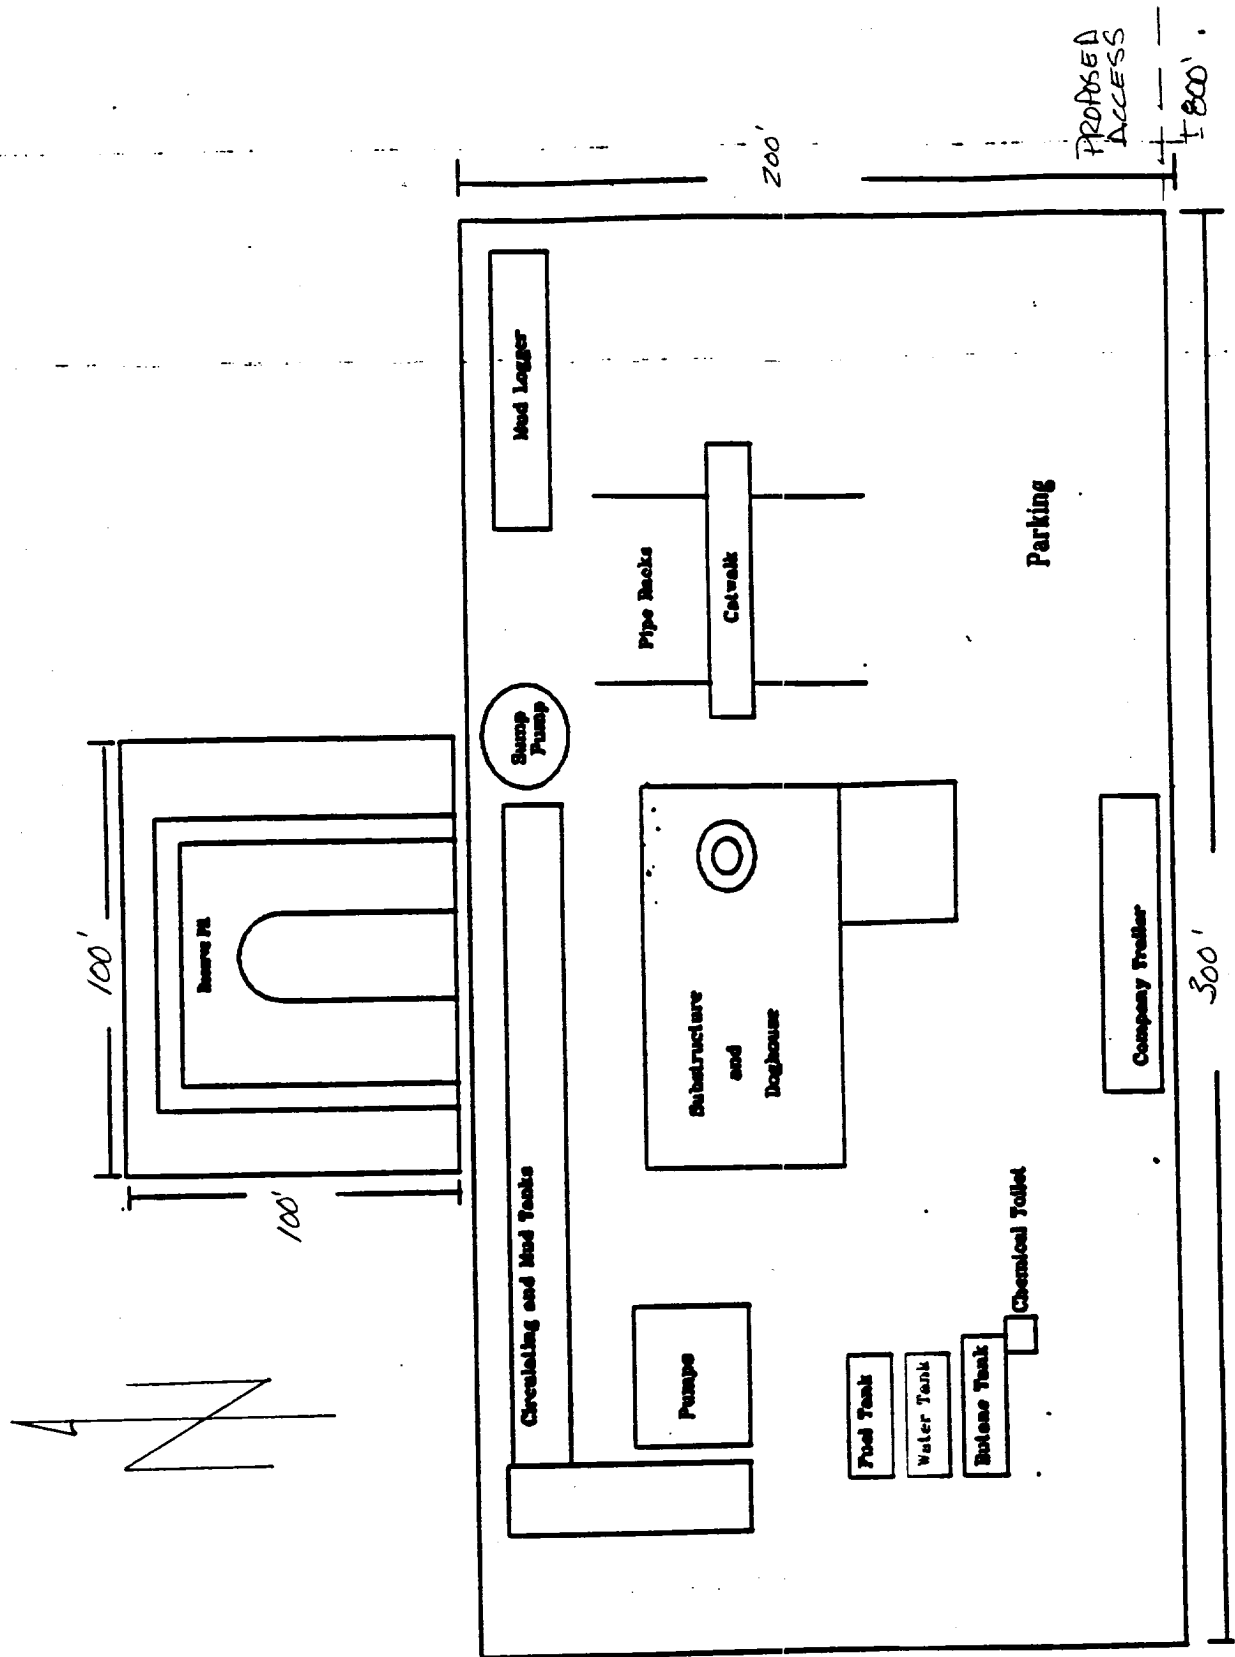 100'
100'
Reserve Pit
Circulating and Mud Tanks
Sump
Pump
Mud Logger
200'
PROPOSED
ACCESS
± 800'
Pumps
Substructure
and
Doghouse
Pipe Racks
Catwalk
Fuel Tank
Water Tank
Butane Tank
Chemical Toilet
Parking
Company Trailer
300'
N